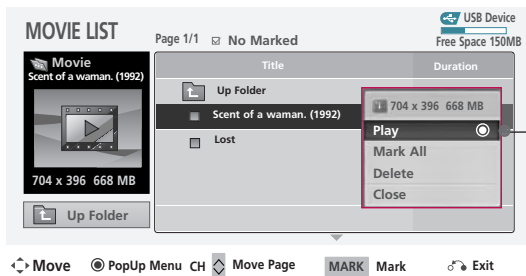 MOVIE LIST
Page 1/1
No Marked
USB Device
Free Space 150MB
Movie
Scent of a waman. (1992)
704 x 396 668 MB
Up Folder
Title
Duration
Up Folder
Scent of a waman. (1992)
Lost
704 x 396 668 MB
Play
Mark All
Delete
Close
Move
PopUp Menu
CH
Move Page
MARK
Mark
Exit